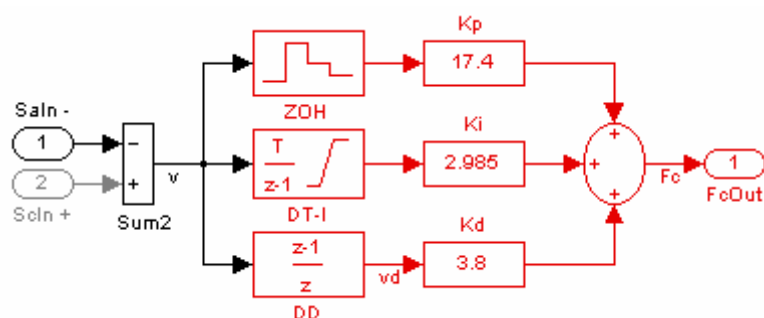 Kp
17.4
ZOH
SaIn -
1
−
2
+
ScIn +
Sum2
v
T
z-1
DT-I
Ki
2.985
+
+
+
Fc
1
FcOut
z-1
z
DD
vd
Kd
3.8